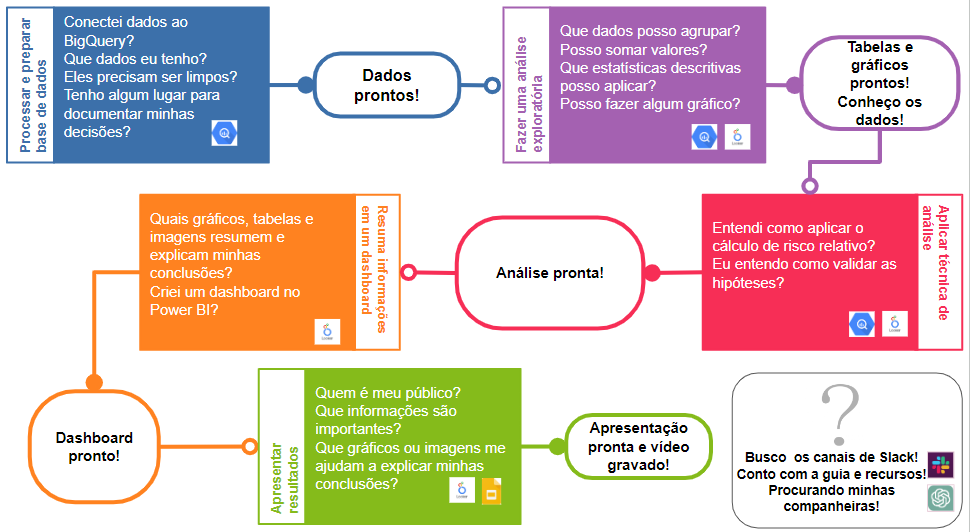 Processar e preparar
base de dados
Conectei dados ao
BigQuery?
Que dados eu tenho?
Eles precisam ser limpos?
Tenho algum lugar para
documentar minhas
decisões?
Dados
prontos!
Fazer uma análise
exploratória
Que dados posso agrupar?
Posso somar valores?
Que estatísticas descritivas
posso aplicar?
Posso fazer algum gráfico?
Tabelas e
gráficos
prontos!
Conheço os
dados!
Aplicar técnica de
análise
Entendi como aplicar o
cálculo de risco relativo?
Eu entendo como validar as
hipóteses?
Análise pronta!
Resuma informações
em um dashboard
Quais gráficos, tabelas e
imagens resumem e
explicam minhas
conclusões?
Criei um dashboard no
Power BI?
Dashboard
pronto!
Apresentar
resultados
Quem é meu público?
Que informações são
importantes?
Que gráficos ou imagens me
ajudam a explicar minhas
conclusões?
Apresentação
pronta e vídeo
gravado!
?
Busco os canais de Slack!
Conto com a guia e recursos!
Procurando minhas
companheiras!